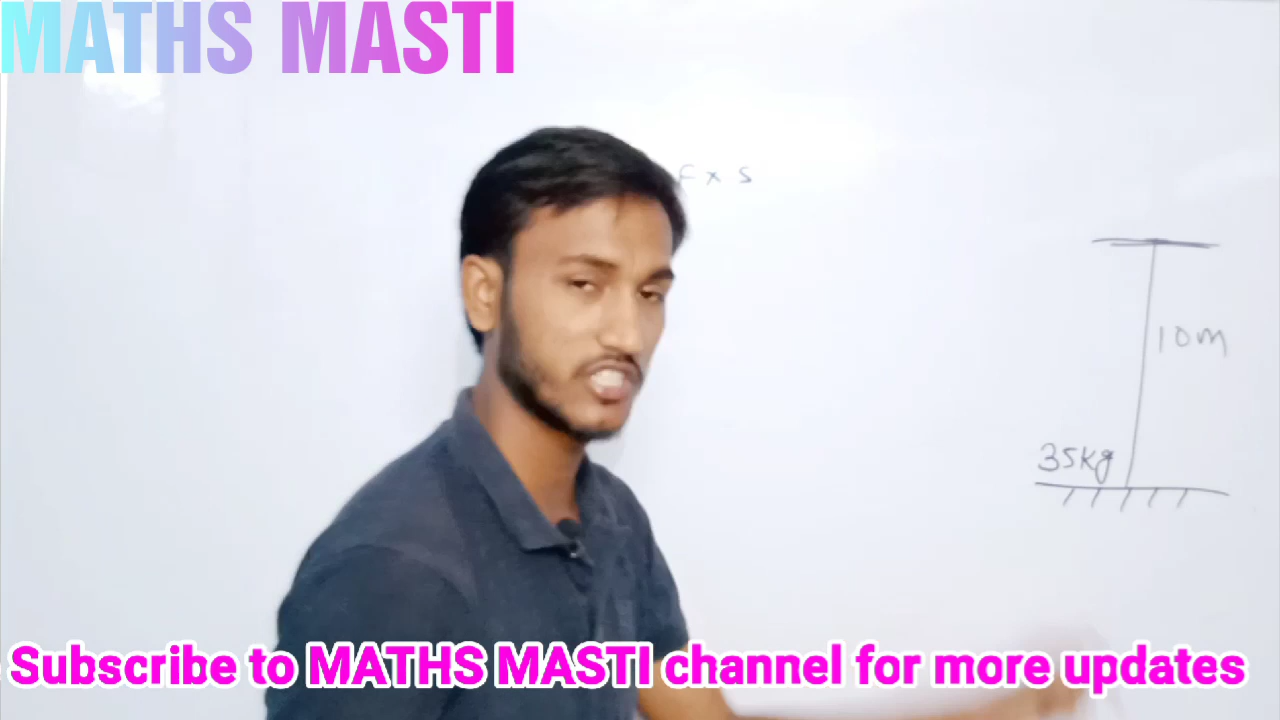 MATHS MASTI
F x S
10m
35kg
Subscribe to MATHS MASTI channel for more updates